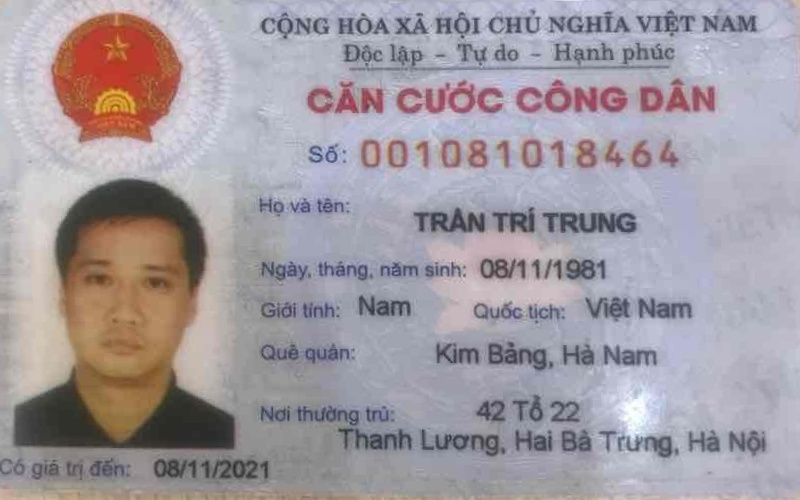 CỘNG HÒA XÃ HỘI CHỦ NGHĨA VIỆT NAM
Độc lập - Tự do - Hạnh phúc
CĂN CƯỚC CÔNG DÂN
Số: 001081018464
Họ và tên:
TRẦN TRÍ TRUNG
Ngày, tháng, năm sinh: 08/11/1981
Giới tính: Nam Quốc tịch: Việt Nam
Quê quán: Kim Bảng, Hà Nam
Nơi thường trú: 42 Tổ 22
Thanh Lương, Hai Bà Trưng, Hà Nội
Có giá trị đến: 08/11/2021